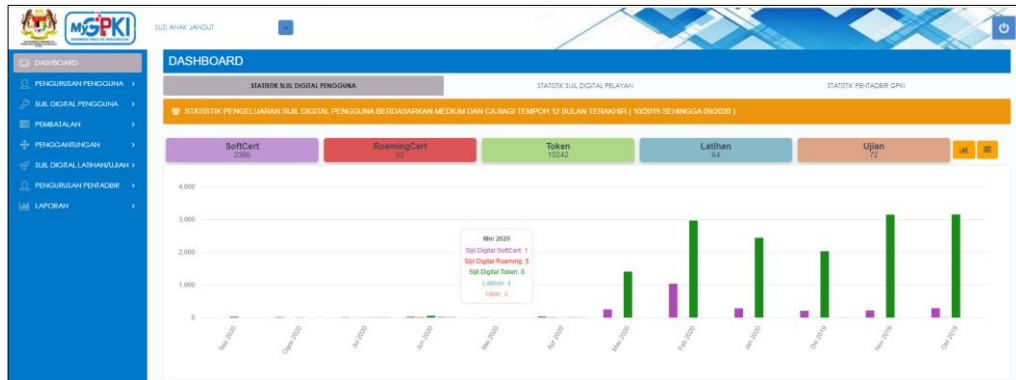 MyGPKI
SUZI ANAK JANGUT
DASHBOARD
PENGURUSAN PENGGUNA
SIJIL DIGITAL PENGGUNA
PEMBATALAN
PENGGANTUNGAN
SIJIL DIGITAL LATIHAN/UJIAN
PENGURUSAN PENTADBIR
LAPORAN
DASHBOARD
STATISTIK SIJIL DIGITAL PENGGUNA
STATISTIK SIJIL DIGITAL PELAYAN
STATISTIK PENTADBIR GPKI
STATISTIK PENGELUARAN SIJIL DIGITAL PENGGUNA BERDASARKAN MEDIUM DAN CA BAGI TEMPOH 12 BULAN TERAKHIR ( 10/2019 SEHINGGA 09/2020 )
SoftCert
2386
RoamingCert
62
Token
15242
Latihan
64
Ujian
72
4,000
3,000
2,000
1,000
0
Mei 2020
Sijil Digital SoftCert: 1
Sijil Digital Roaming: 5
Sijil Digital Token: 0
Latihan: 4
Ujian: 3
Sep 2020
Ogos 2020
Jul 2020
Jun 2020
Mei 2020
Apr 2020
Mac 2020
Feb 2020
Jan 2020
Dis 2019
Nov 2019
Okt 2019